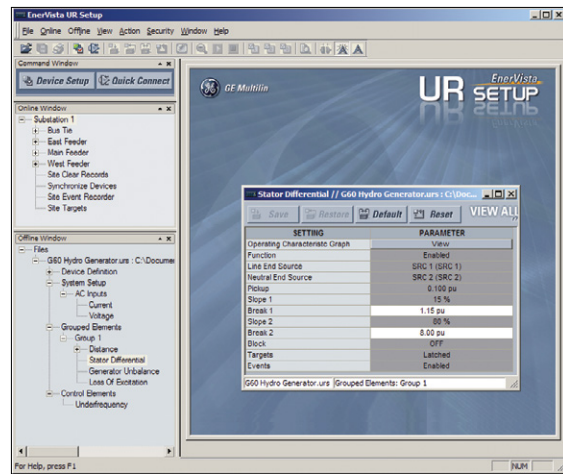 EnerVista UR Setup
File Online Offline View Action Security Window Help
Command Window
Device Setup Quick Connect
Online Window
Substation 1
Bus Tie
East Feeder
Main Feeder
West Feeder
Site Clear Records
Synchronize Devices
Site Event Recorder
Site Targets
Offline Window
Files
G60 Hydro Generator.urs : C:\Documen
Device Definition
System Setup
AC Inputs
Current
Voltage
Grouped Elements
Group 1
Distance
Stator Differential
Generator Unbalance
Loss Of Excitation
Control Elements
Underfrequency
GE Multilin
EnerVista
UR SETUP
Stator Differential // G60 Hydro Generator.urs : C:\Doc...
Save Restore Default Reset VIEW ALL
SETTING PARAMETER
Operating Characteristic Graph View
Function Enabled
Line End Source SRC 1 (SRC 1)
Neutral End Source SRC 2 (SRC 2)
Pickup 0.100 pu
Slope 1 15 %
Break 1 1.15 pu
Slope 2 80 %
Break 2 8.00 pu
Block OFF
Targets Latched
Events Enabled
G60 Hydro Generator.urs Grouped Elements: Group 1
For Help, press F1 NUM